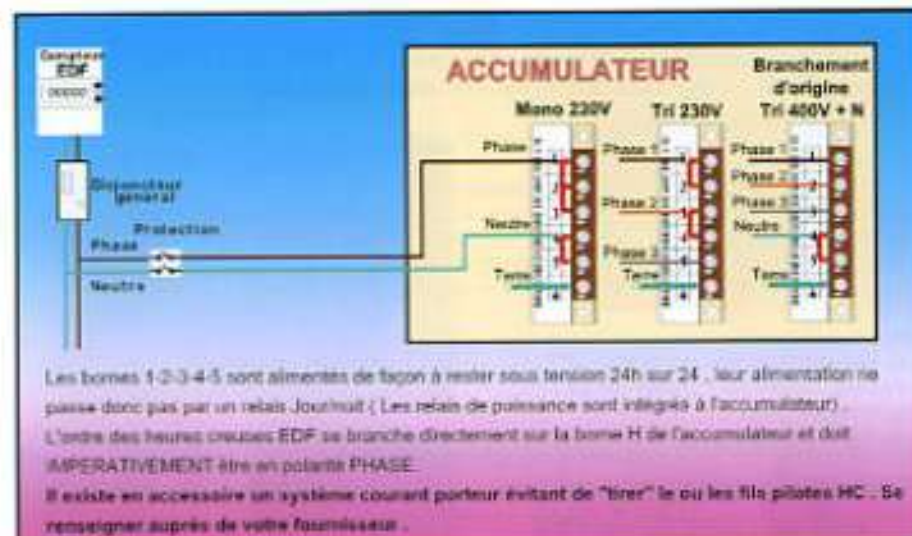 Compteur
EDF
00000
Disjoncteur
général
Protection
Phase
Neutre
ACCUMULATEUR
Branchement
d'origine
Mono 230V
Tri 230V
Tri 400V + N
Phase
Neutre
Terre
Phase 1
Phase 2
Phase 3
Terre
Phase 1
Phase 2
Phase 3
Neutre
Terre
Les bornes 1-2-3-4-5 sont alimentés de façon à rester sous tension 24h sur 24 , leur alimentation ne
passe donc pas par un relais Jour/nuit ( Les relais de puissance sont intégrés à l'accumulateur) .
L'ordre des heures creuses EDF se branche directement sur la borne H de l'accumulateur et doit
IMPERATIVEMENT être en polarité PHASE.
Il existe en accessoire un système courant porteur évitant de "tirer" le ou les fils pilotes HC . Se
renseigner auprès de votre fournisseur .